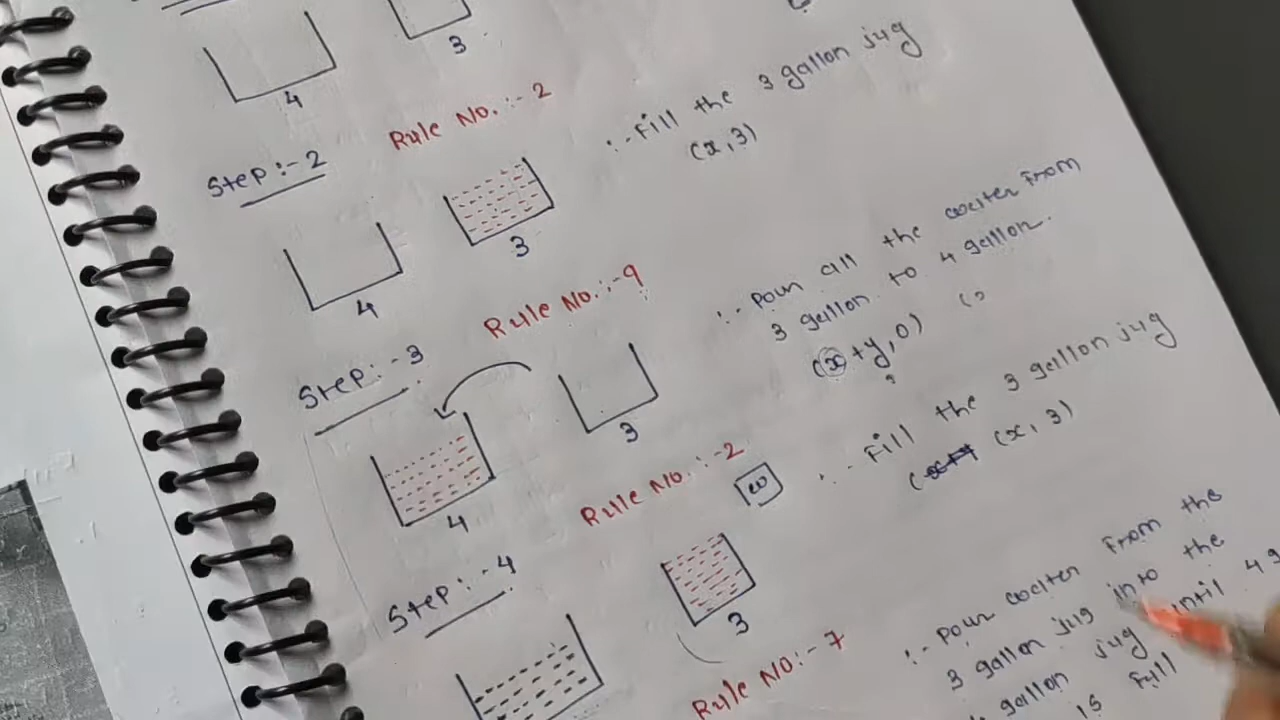 4
3
Rule No. :- 2
∴ Fill the 3 gallon jug
(x, 3)
Step :- 2
4
3
Rule No. :- 9
∴ Pour all the water from
3 gallon to 4 gallon.
(x+y, 0)
Step :- 3
4
3
Rule No. :- 2
∴ Fill the 3 gallon jug
(x, 3)
Step :- 4
3
Rule No :- 7
:- Pour water from the
3 gallon jug into the
gallon jug until 4 g
is full